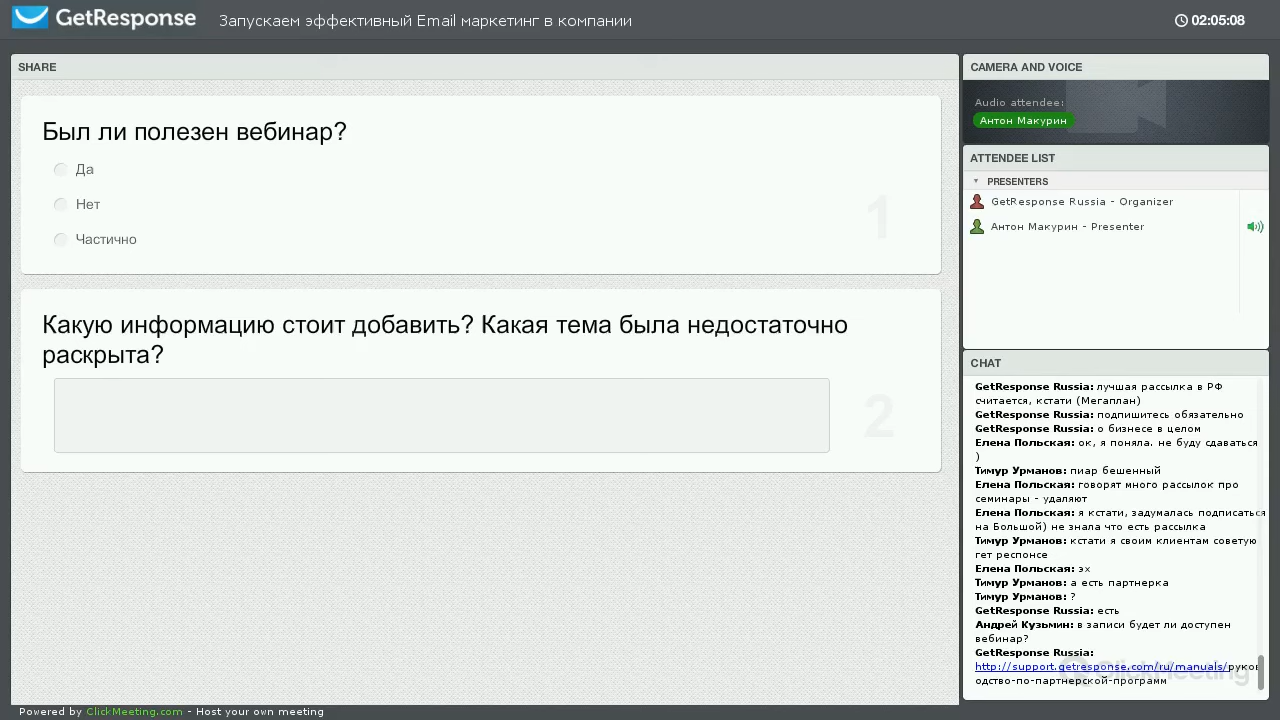 GetResponse Запускаем эффективный Email маркетинг в компании 02:05:08
SHARE
Был ли полезен вебинар?
Да
Нет
Частично
1
Какую информацию стоит добавить? Какая тема была недостаточно
раскрыта?
2
CAMERA AND VOICE
Audio attendee:
Антон Макурин
ATTENDEE LIST
PRESENTERS
GetResponse Russia - Organizer
Антон Макурин - Presenter
CHAT
GetResponse Russia: лучшая рассылка в РФ
считается, кстати (Мегаплан)
GetResponse Russia: подпишитесь обязательно
GetResponse Russia: о бизнесе в целом
Елена Польская: ок, я поняла. не буду сдаваться
)
Тимур Урманов: пиар бешенный
Елена Польская: говорят много рассылок про
семинары - удаляют
Елена Польская: я кстати, задумалась подписаться
на Большой) не знала что есть рассылка
Тимур Урманов: кстати я своим клиентам советую
гет респонсе
Елена Польская: эх
Тимур Урманов: а есть партнерка
Тимур Урманов: ?
GetResponse Russia: есть
Андрей Кузьмин: в записи будет ли доступен
вебинар?
GetResponse Russia:
http://support.getresponse.com/ru/manuals/руков
одство-по-партнерской-программ
ClickMeeting
Powered by ClickMeeting.com - Host your own meeting